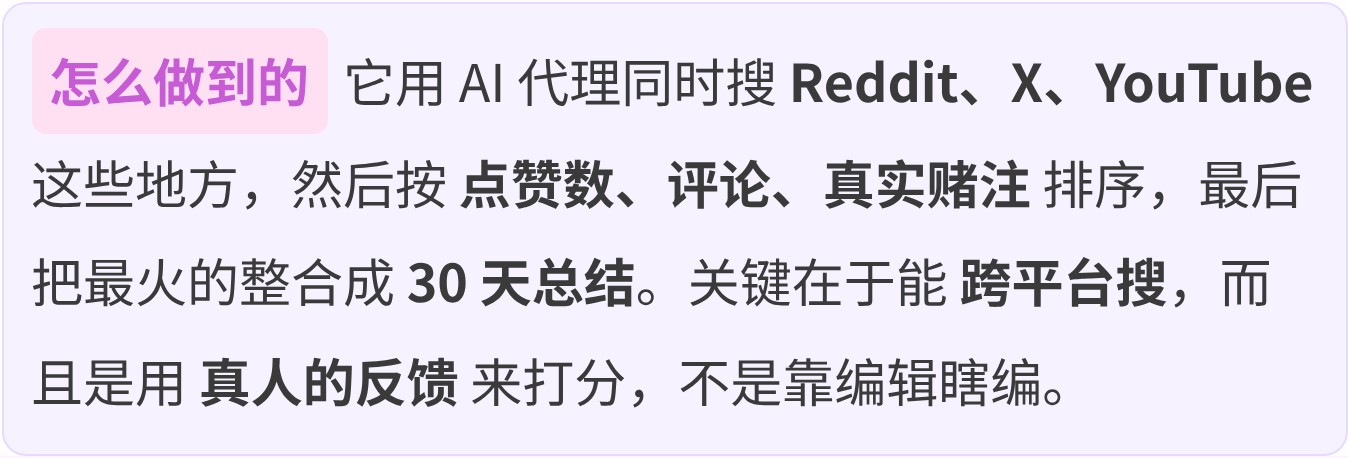 怎么做到的 它用 AI 代理同时搜 Reddit、X、YouTube
这些地方，然后按 点赞数、评论、真实赌注 排序，最后
把最火的整合成 30 天总结。关键在于能 跨平台搜，而
且是用 真人的反馈 来打分，不是靠编辑瞎编。